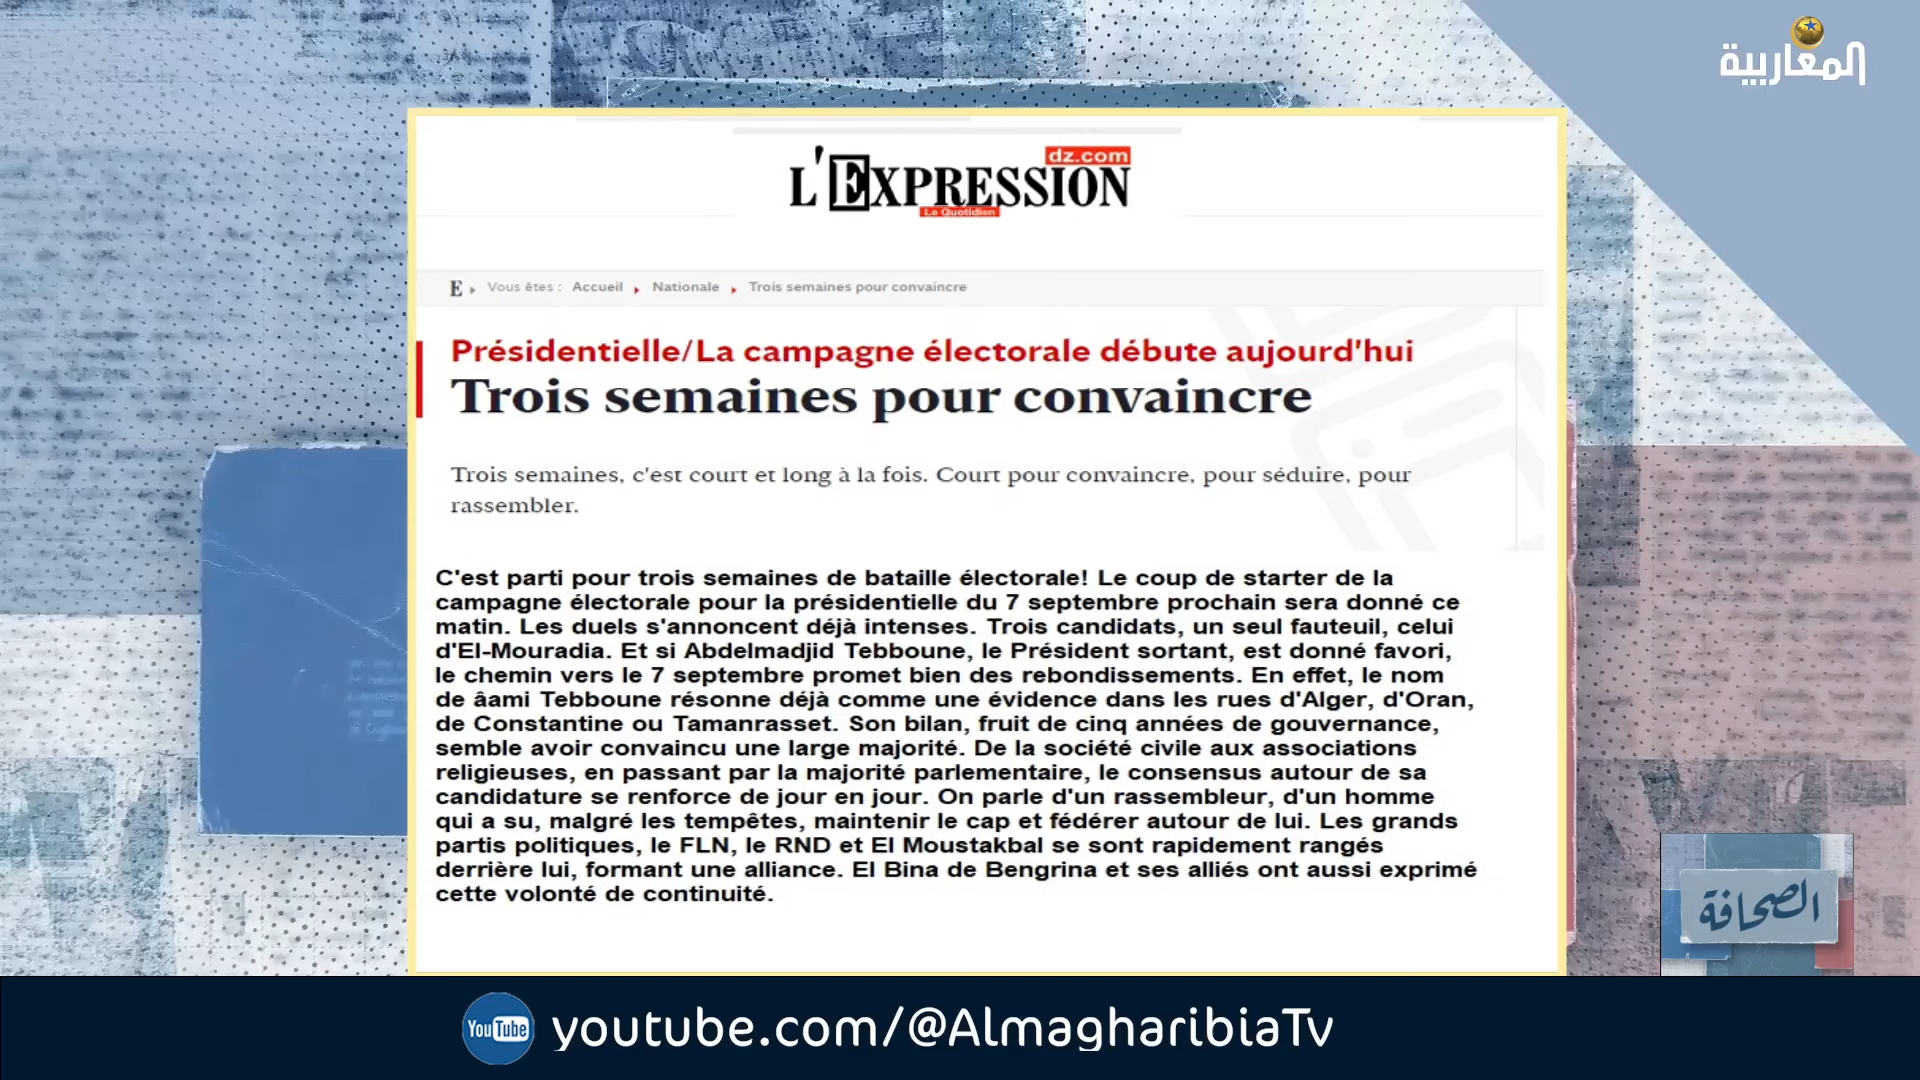 المغاربية
dz.com
L'EXPRESSION
Le Quotidien
E Vous êtes : Accueil Nationale Trois semaines pour convaincre
Présidentielle/La campagne électorale débute aujourd'hui
Trois semaines pour convaincre
Trois semaines, c'est court et long à la fois. Court pour convaincre, pour séduire, pour
rassembler.
C'est parti pour trois semaines de bataille électorale! Le coup de starter de la
campagne électorale pour la présidentielle du 7 septembre prochain sera donné ce
matin. Les duels s'annoncent déjà intenses. Trois candidats, un seul fauteuil, celui
d'El-Mouradia. Et si Abdelmadjid Tebboune, le Président sortant, est donné favori,
le chemin vers le 7 septembre promet bien des rebondissements. En effet, le nom
de âami Tebboune résonne déjà comme une évidence dans les rues d'Alger, d'Oran,
de Constantine ou Tamanrasset. Son bilan, fruit de cinq années de gouvernance,
semble avoir convaincu une large majorité. De la société civile aux associations
religieuses, en passant par la majorité parlementaire, le consensus autour de sa
candidature se renforce de jour en jour. On parle d'un rassembleur, d'un homme
qui a su, malgré les tempêtes, maintenir le cap et fédérer autour de lui. Les grands
partis politiques, le FLN, le RND et El Moustakbal se sont rapidement rangés
derrière lui, formant une alliance. El Bina de Bengrina et ses alliés ont aussi exprimé
cette volonté de continuité.
الصحافة
YouTube youtube.com/@AlmagharibiaTv